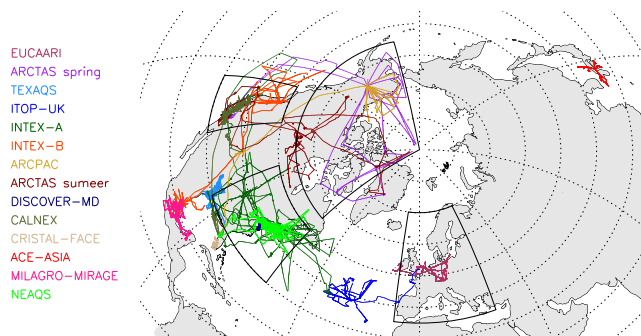 EUCAARI
ARCTAS spring
TEXAQS
ITOP-UK
INTEX-A
INTEX-B
ARCPAC
ARCTAS sumeer
DISCOVER-MD
CALNEX
CRISTAL-FACE
ACE-ASIA
MILAGRO-MIRAGE
NEAQS